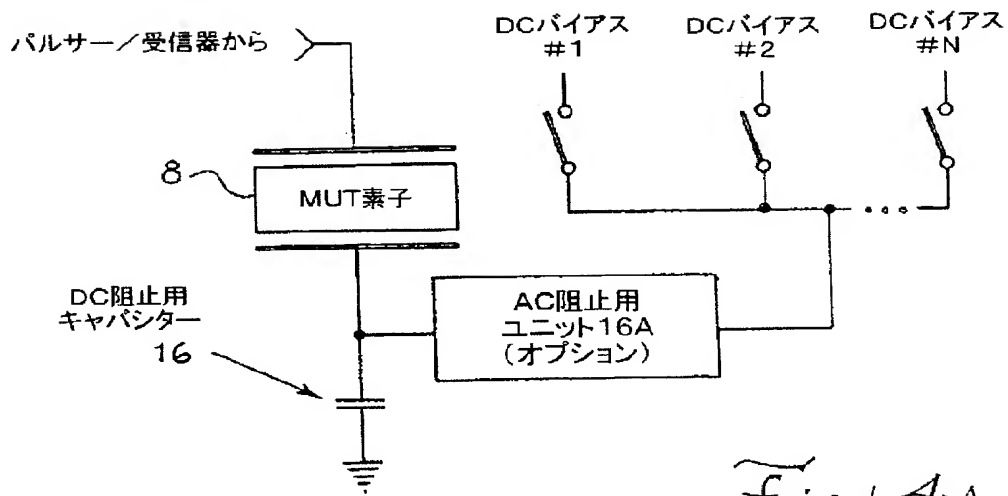 パルサー／受信器から
DCバイアス
#1
DCバイアス
#2
DCバイアス
#N
8
MUT素子
DC阻止用
キャパシター
16
AC阻止用
ユニット16A
(オプション)